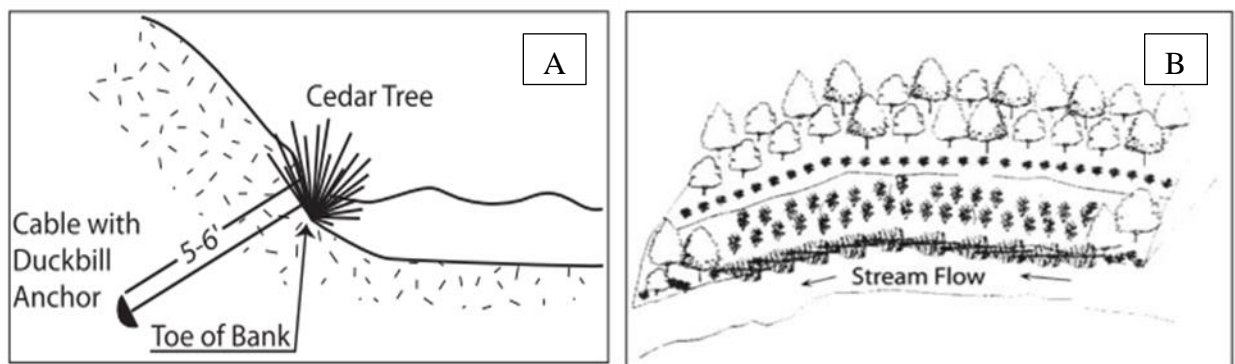 A
Cedar Tree
Cable with
Duckbill
Anchor
5-6'
Toe of Bank
B
Stream Flow